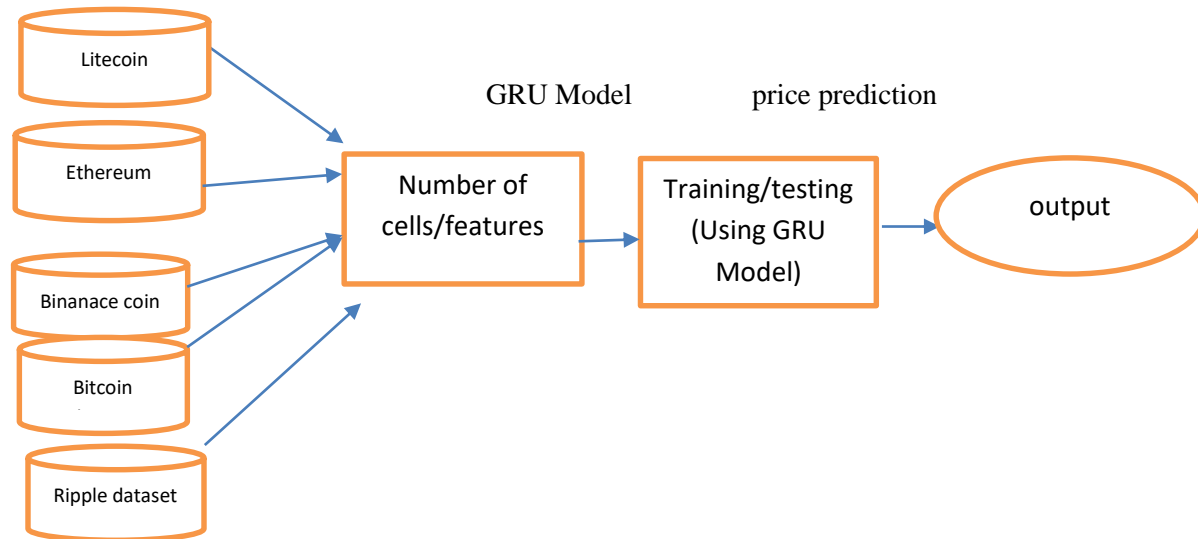 Litecoin
Ethereum
Binanace coin
Bitcoin
Ripple dataset
GRU Model
price prediction
Number of
cells/features
Training/testing
(Using GRU
Model)
output